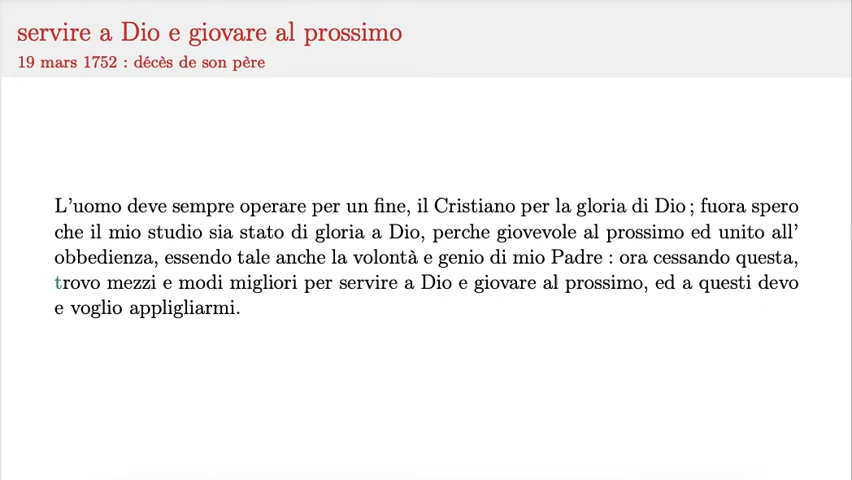 servire a Dio e giovare al prossimo
19 mars 1752 : décès de son père
L'uomo deve sempre operare per un fine, il Cristiano per la gloria di Dio ; fuora spero
che il mio studio sia stato di gloria a Dio, perche giovevole al prossimo ed unito all'
obbedienza, essendo tale anche la volontà e genio di mio Padre : ora cessando questa,
trovo mezzi e modi migliori per servire a Dio e giovare al prossimo, ed a questi devo
e voglio appligliarmi.